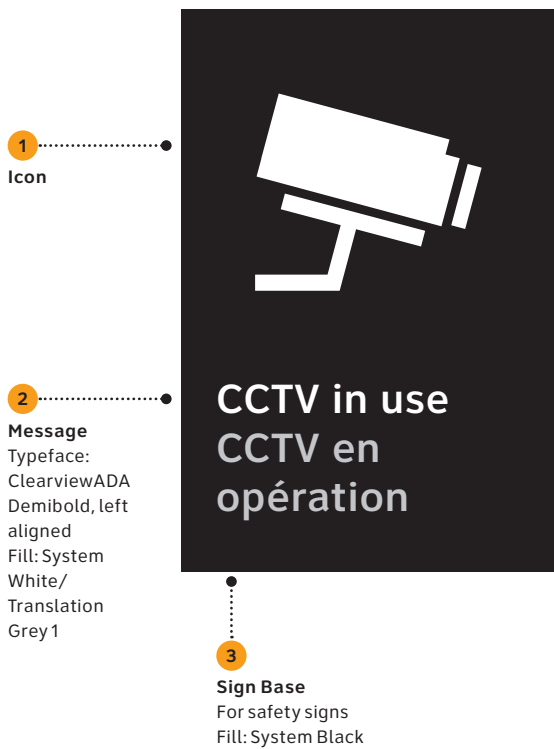 1
Icon
2
Message
Typeface:
ClearviewADA
Demibold, left
aligned
Fill: System
White/
Translation
Grey 1
CCTV in use
CCTV en
opération
3
Sign Base
For safety signs
Fill: System Black